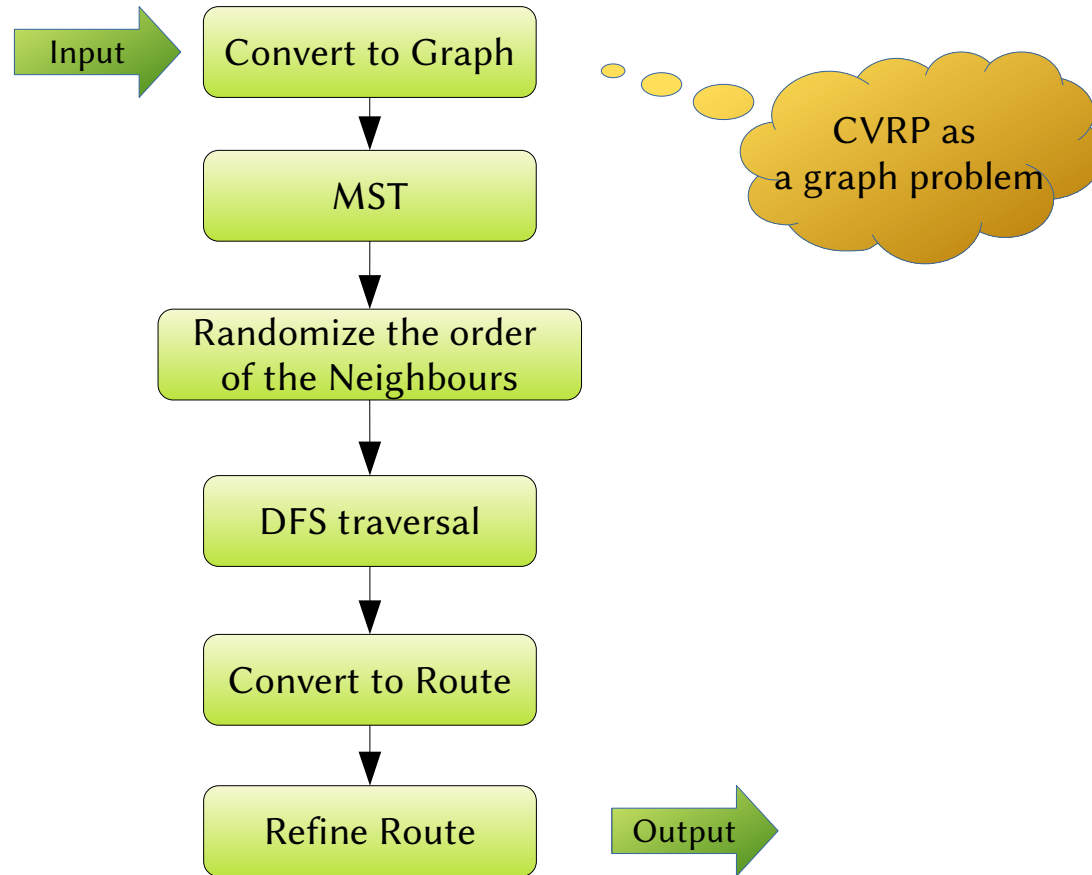 Input
Convert to Graph
CVRP as
a graph problem
MST
Randomize the order
of the Neighbours
DFS traversal
Convert to Route
Refine Route
Output